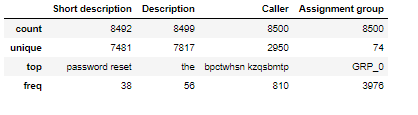 Short description Description Caller Assignment group
count 8492 8499 8500 8500
unique 7481 7817 2950 74
top password reset the bpctwhsn kzqsbmtp GRP_0
freq 38 56 810 3976